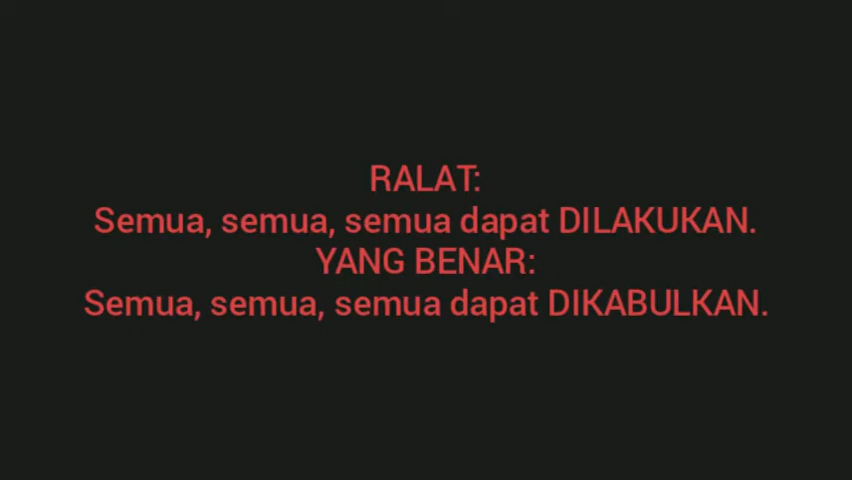 RALAT:
Semua, semua, semua dapat DILAKUKAN.
YANG BENAR:
Semua, semua, semua dapat DIKABULKAN.